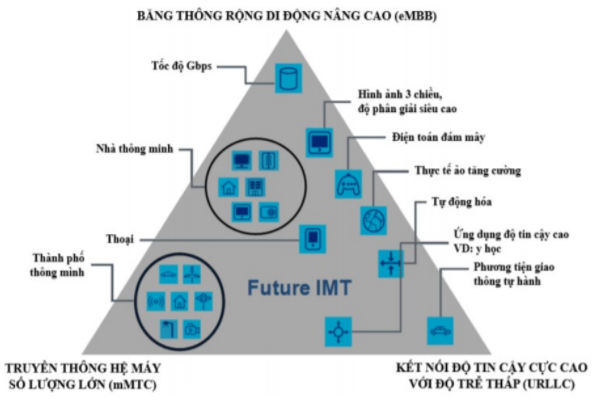 BĂNG THÔNG RỘNG DI ĐỘNG NÂNG CAO (eMBB)
Tốc độ Gbps
Hình ảnh 3 chiều,
độ phân giải siêu cao
Nhà thông minh
Điện toán đám mây
Thực tế ảo tăng cường
Tự động hóa
Thoại
Ứng dụng độ tin cậy cao
VD: y học
Thành phố
thông mình
Phương tiện giao
thông tự hành
Future IMT
TRUYỀN THÔNG HỆ MÁY
SỐ LƯỢNG LỚN (mMTC)
KẾT NỐI ĐỘ TIN CẬY CỰC CAO
VỚI ĐỘ TRỄ THẤP (URLLC)